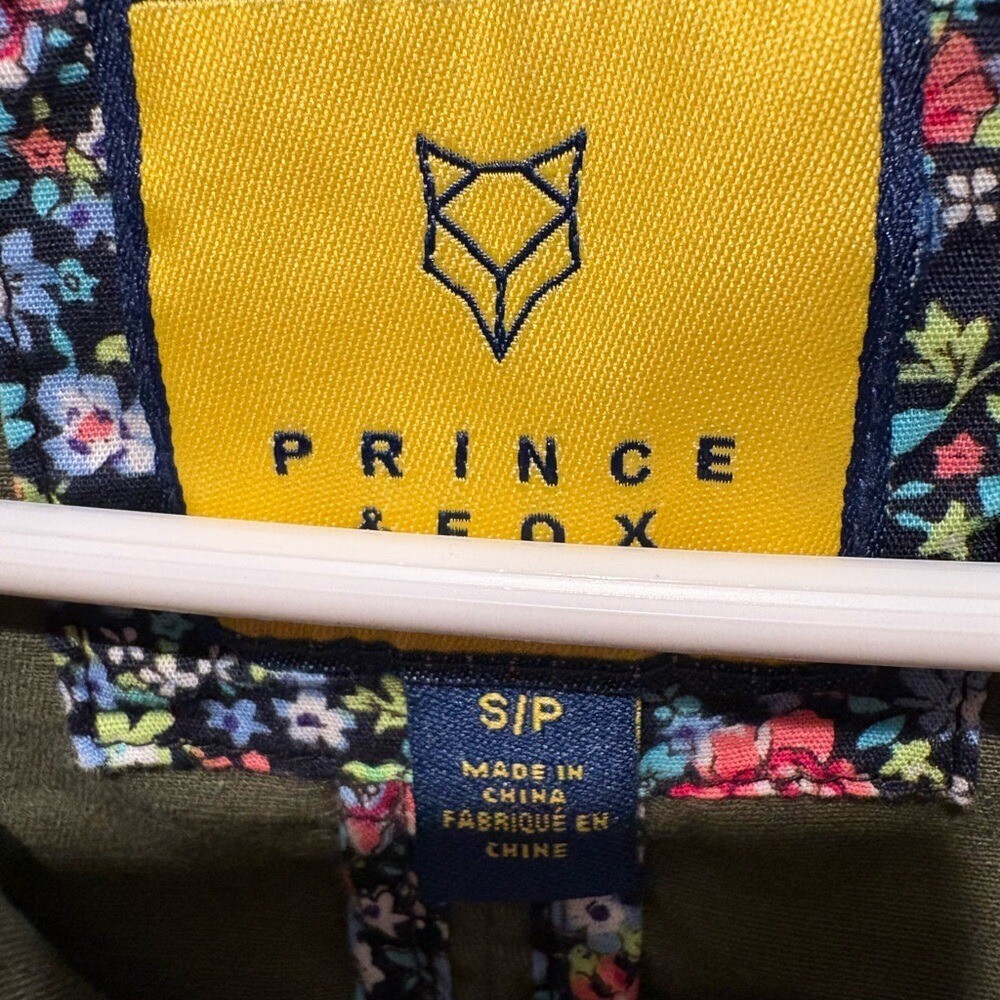 PRINCE
& FOX
S/P
MADE IN
CHINA
FABRIQUÉ EN
CHINE